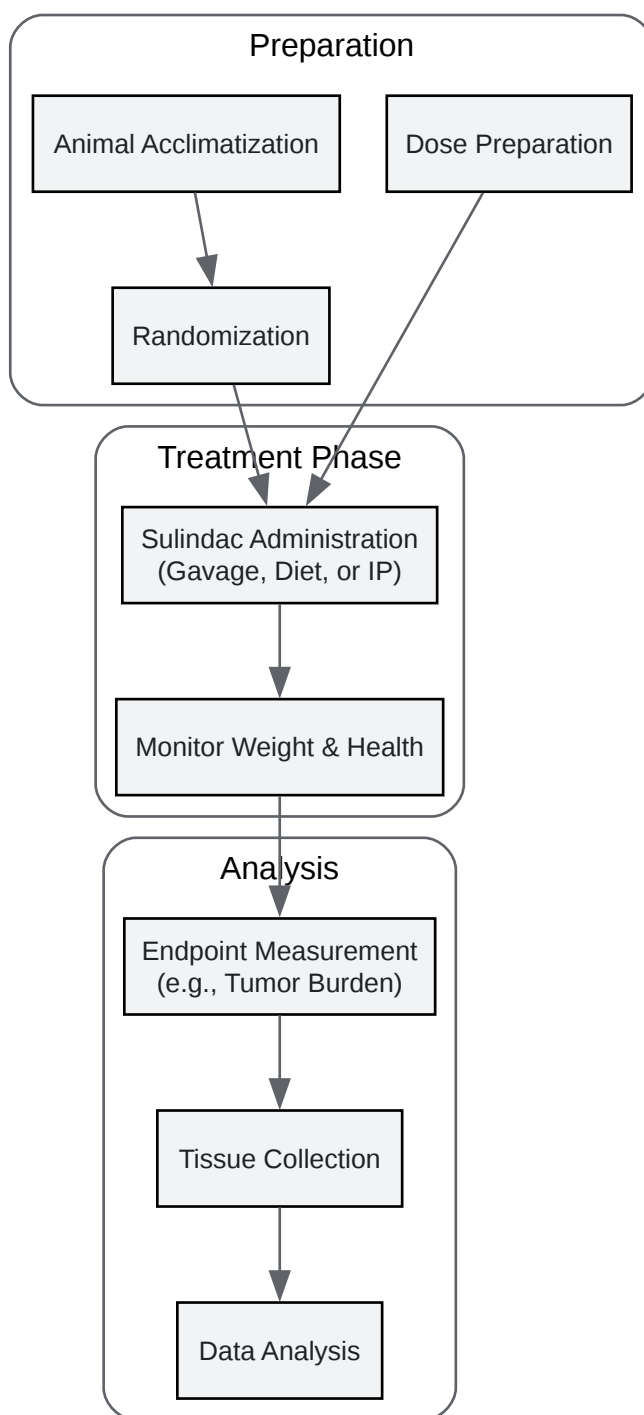 Preparation
Animal Acclimatization
Dose Preparation
Randomization
Treatment Phase
Sulindac Administration
(Gavage, Diet, or IP)
Monitor Weight & Health
Analysis
Endpoint Measurement
(e.g., Tumor Burden)
Tissue Collection
Data Analysis